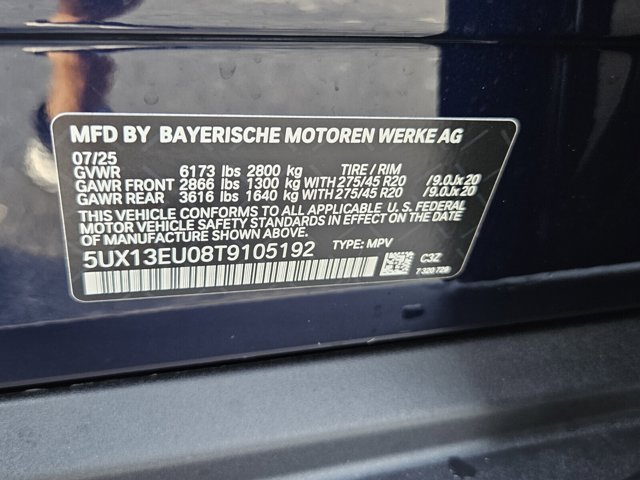 MFD BY BAYERISCHE MOTOREN WERKE AG
07/25
GVWR 6173 lbs 2800 kg TIRE / RIM
GAWR FRONT 2866 lbs 1300 kg WITH 275/45 R20 /9.0Jx20
GAWR REAR 3616 lbs 1640 kg WITH 275/45 R20 /9.0Jx20
THIS VEHICLE CONFORMS TO ALL APPLICABLE U.S. FEDERAL
MOTOR VEHICLE SAFETY STANDARDS IN EFFECT ON THE DATE
OF MANUFACTURE SHOWN ABOVE.
5UX13EU08T9105192 TYPE: MPV
C3Z
7 320 729